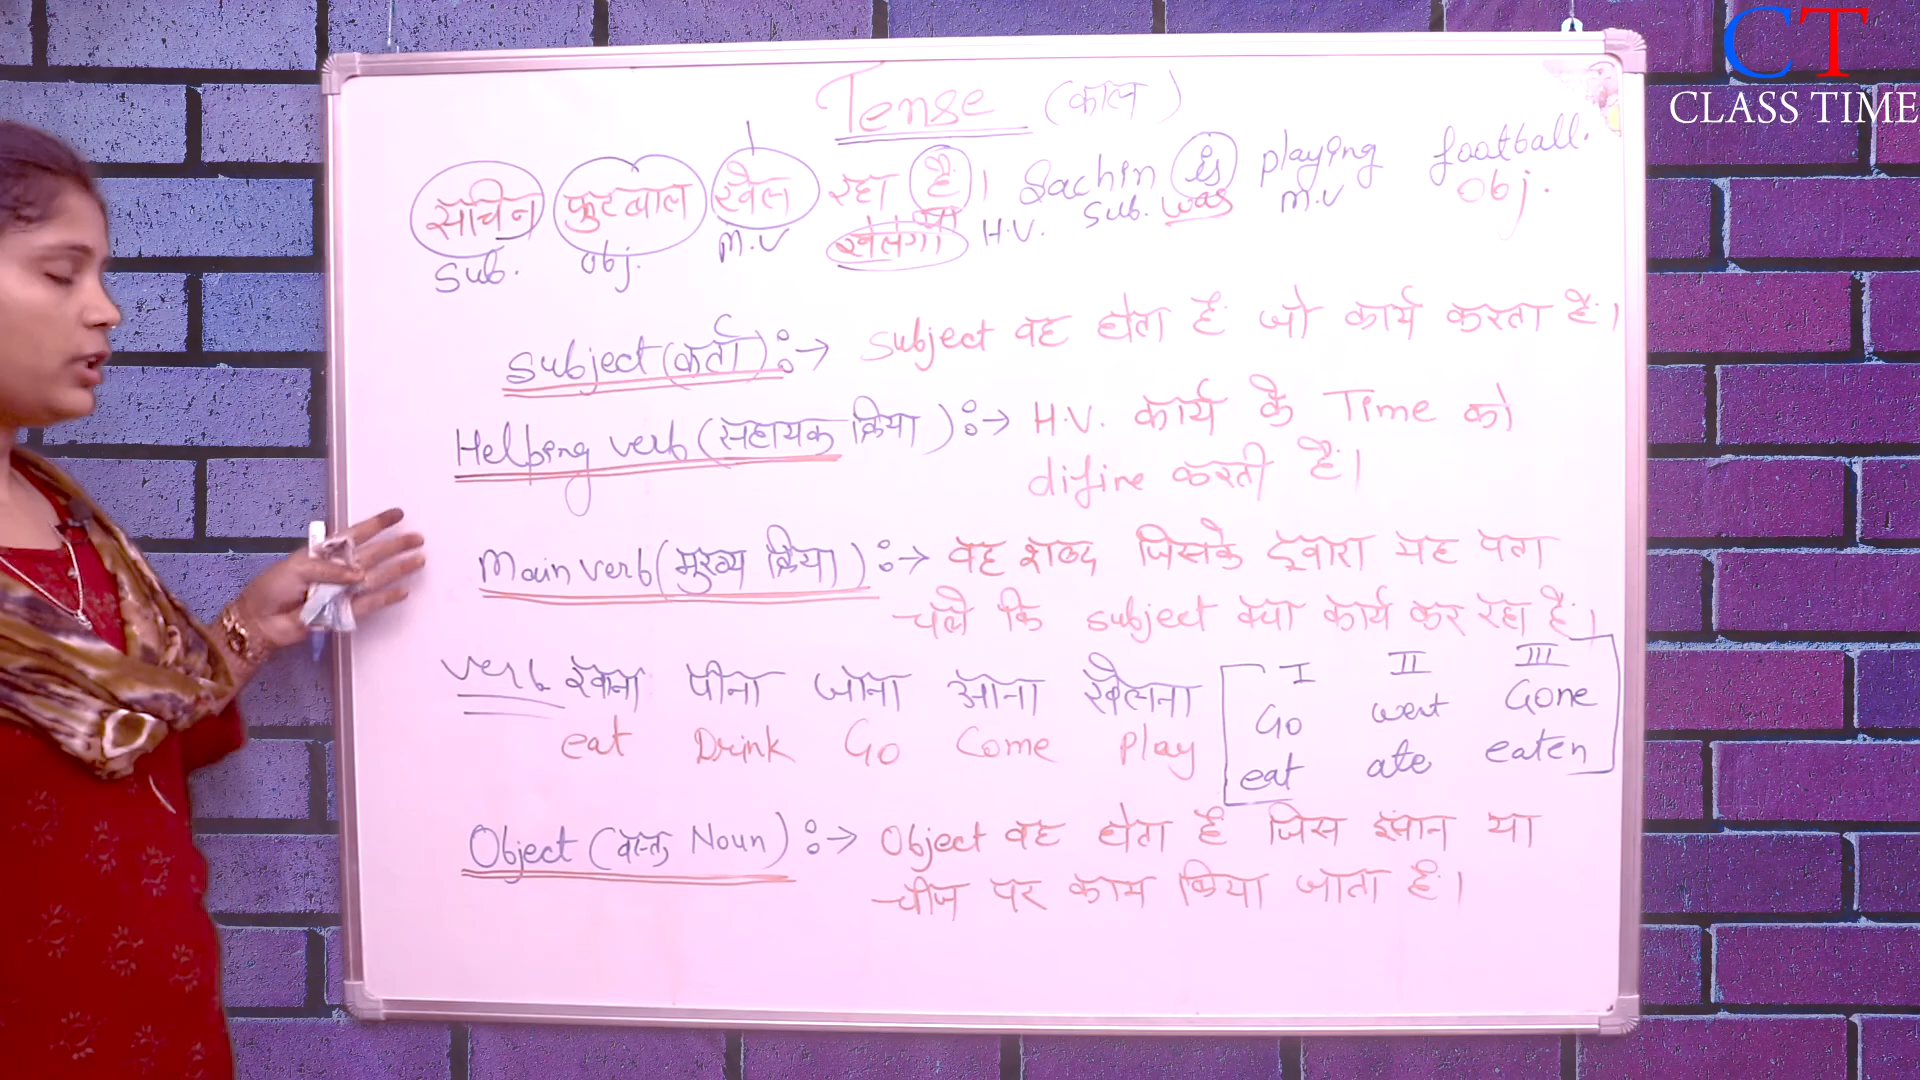 CT
CLASS TIME
Tense (काल)
सचिन फुटबाल खेल रहा है। Sachin is playing football.
Sub. obj. M.V खेलेगा था H.V. Sub. was M.V obj.
Subject (कर्ता) :→ Subject वह होता है जो कार्य करता है।
Helping verb (सहायक क्रिया) :→ H.V. कार्य के Time को
difine करती है।
Main verb (मुख्य क्रिया) :→ वह शब्द जिसके द्वारा यह पता
चले कि subject क्या कार्य कर रहा है।
Verb खाना पीना जाना आना खेलना I II III
eat Drink Go Come Play Go went Gone
eat ate eaten
Object (वस्तु Noun) :→ Object वह होता है जिस इंसान या
चीज पर काम किया जाता है।